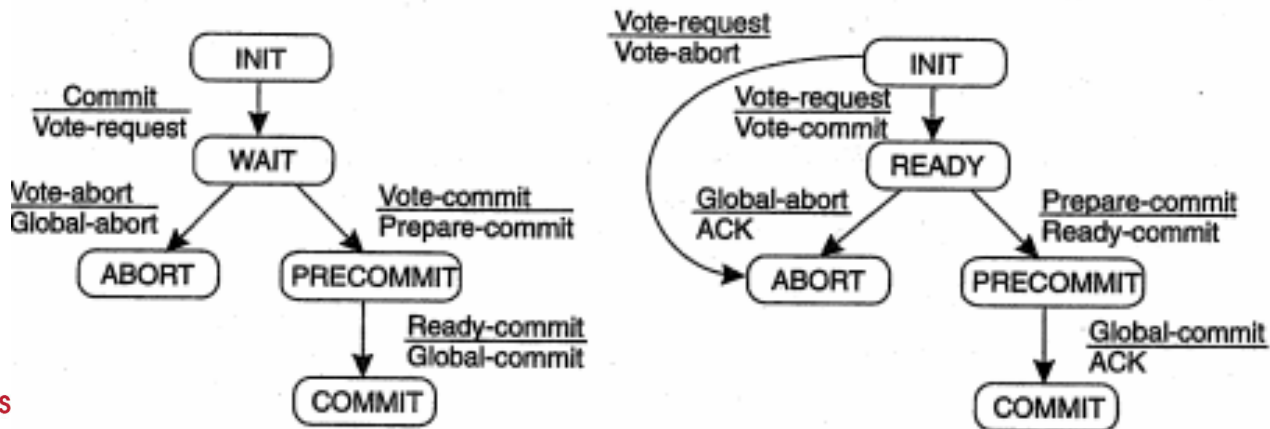 INIT
Commit
Vote-request
WAIT
Vote-abort
Global-abort
Vote-commit
Prepare-commit
ABORT
PRECOMMIT
Ready-commit
Global-commit
COMMIT
s
Vote-request
Vote-abort
INIT
Vote-request
Vote-commit
READY
Global-abort
ACK
Prepare-commit
Ready-commit
ABORT
PRECOMMIT
Global-commit
ACK
COMMIT